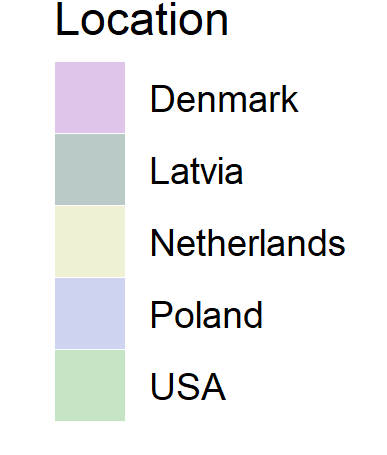 Location
Denmark
Latvia
Netherlands
Poland
USA